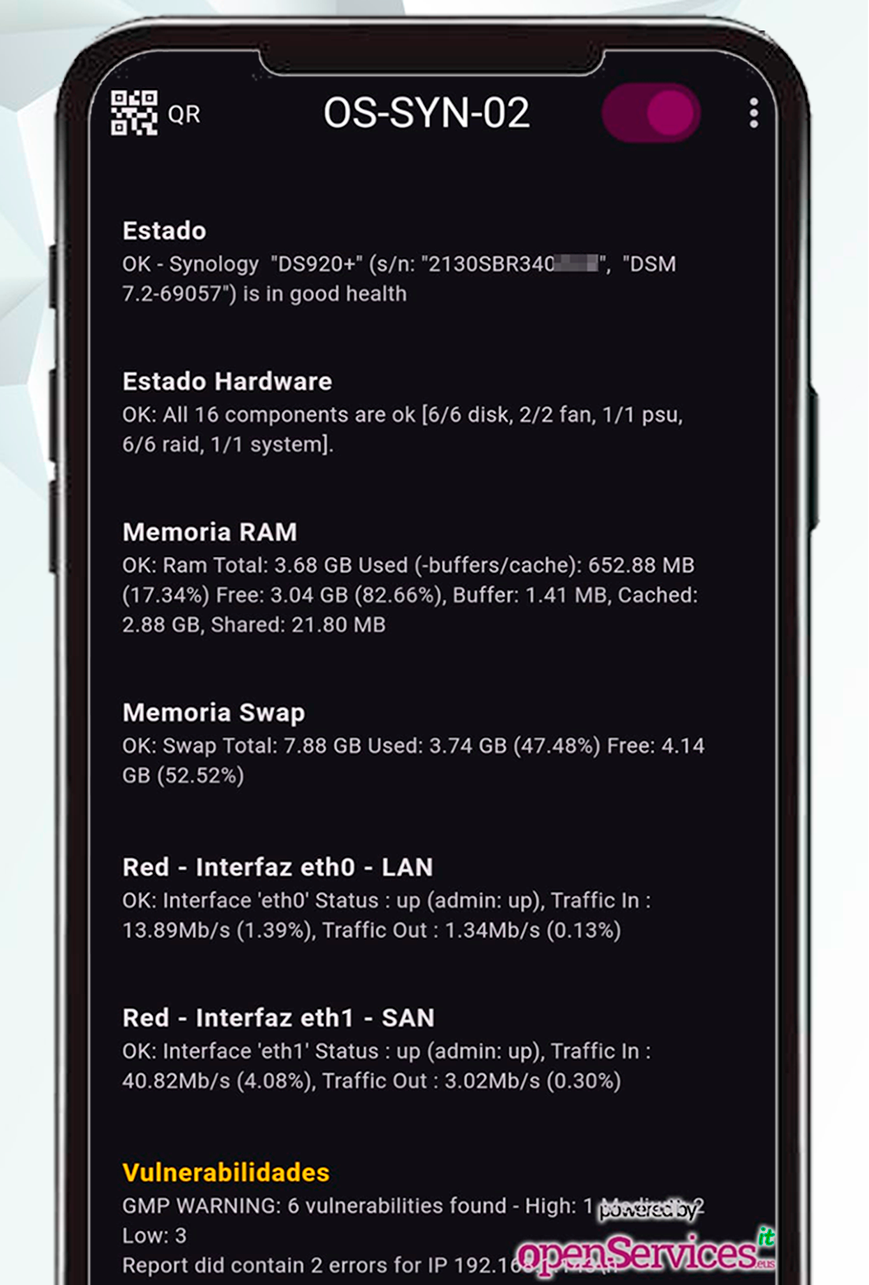 QR
OS-SYN-02
Estado
OK - Synology "DS920+" (s/n: "2130SBR340 ", "DSM
7.2-69057") is in good health
Estado Hardware
OK: All 16 components are ok [6/6 disk, 2/2 fan, 1/1 psu,
6/6 raid, 1/1 system].
Memoria RAM
OK: Ram Total: 3.68 GB Used (-buffers/cache): 652.88 MB
(17.34%) Free: 3.04 GB (82.66%), Buffer: 1.41 MB, Cached:
2.88 GB, Shared: 21.80 MB
Memoria Swap
OK: Swap Total: 7.88 GB Used: 3.74 GB (47.48%) Free: 4.14
GB (52.52%)
Red - Interfaz eth0 - LAN
OK: Interface 'eth0' Status : up (admin: up), Traffic In :
13.89Mb/s (1.39%), Traffic Out : 1.34Mb/s (0.13%)
Red - Interfaz eth1 - SAN
OK: Interface 'eth1' Status : up (admin: up), Traffic In :
40.82Mb/s (4.08%), Traffic Out : 3.02Mb/s (0.30%)
Vulnerabilidades
GMP WARNING: 6 vulnerabilities found - High: 1 Medium: 2
Low: 3
Report did contain 2 errors for IP
powered by
openServices it .eus